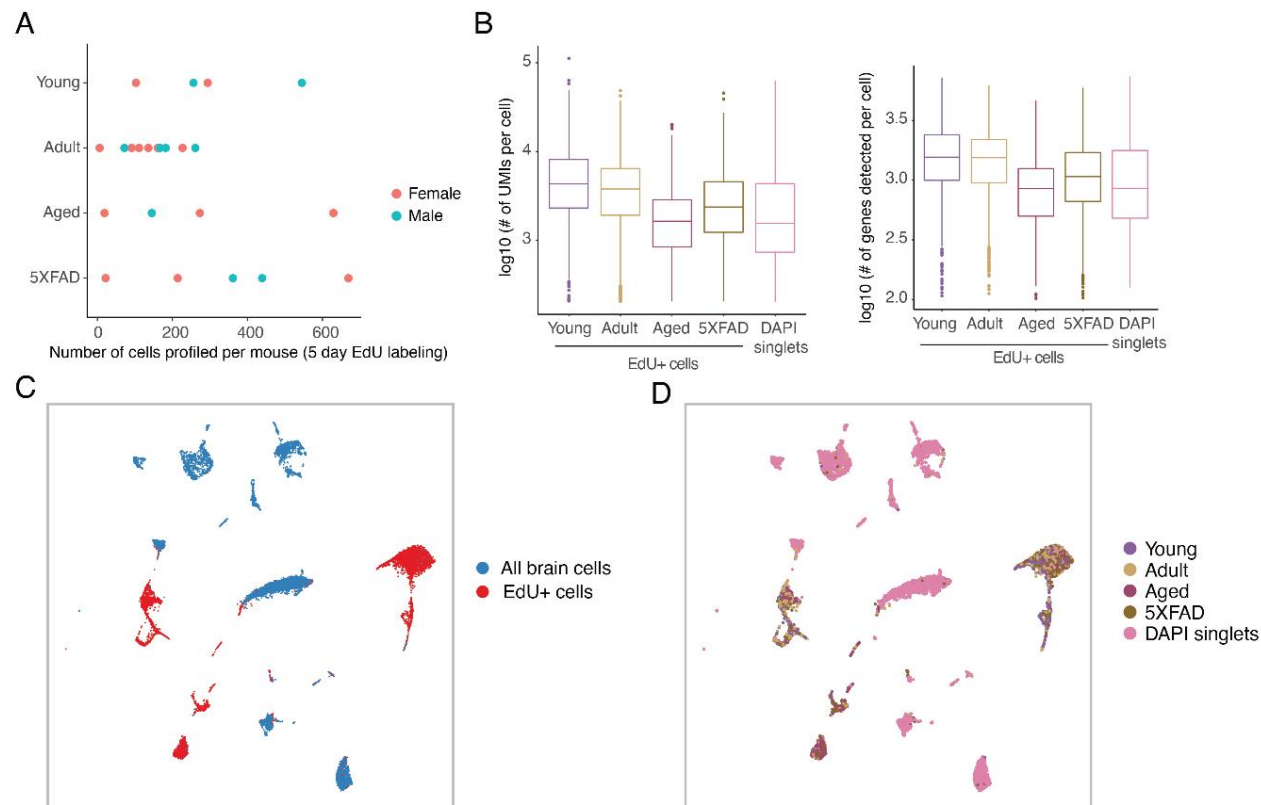 A
Young
Adult
Aged
5XFAD
0 200 400 600
Number of cells profiled per mouse (5 day EdU labeling)
Female
Male
B
log10 (# of UMIs per cell)
5
4
3
Young Adult Aged 5XFAD DAPI
singlets
EdU+ cells
log10 (# of genes detected per cell)
3.5
3.0
2.5
2.0
Young Adult Aged 5XFAD DAPI
singlets
EdU+ cells
C
All brain cells
EdU+ cells
D
Young
Adult
Aged
5XFAD
DAPI singlets